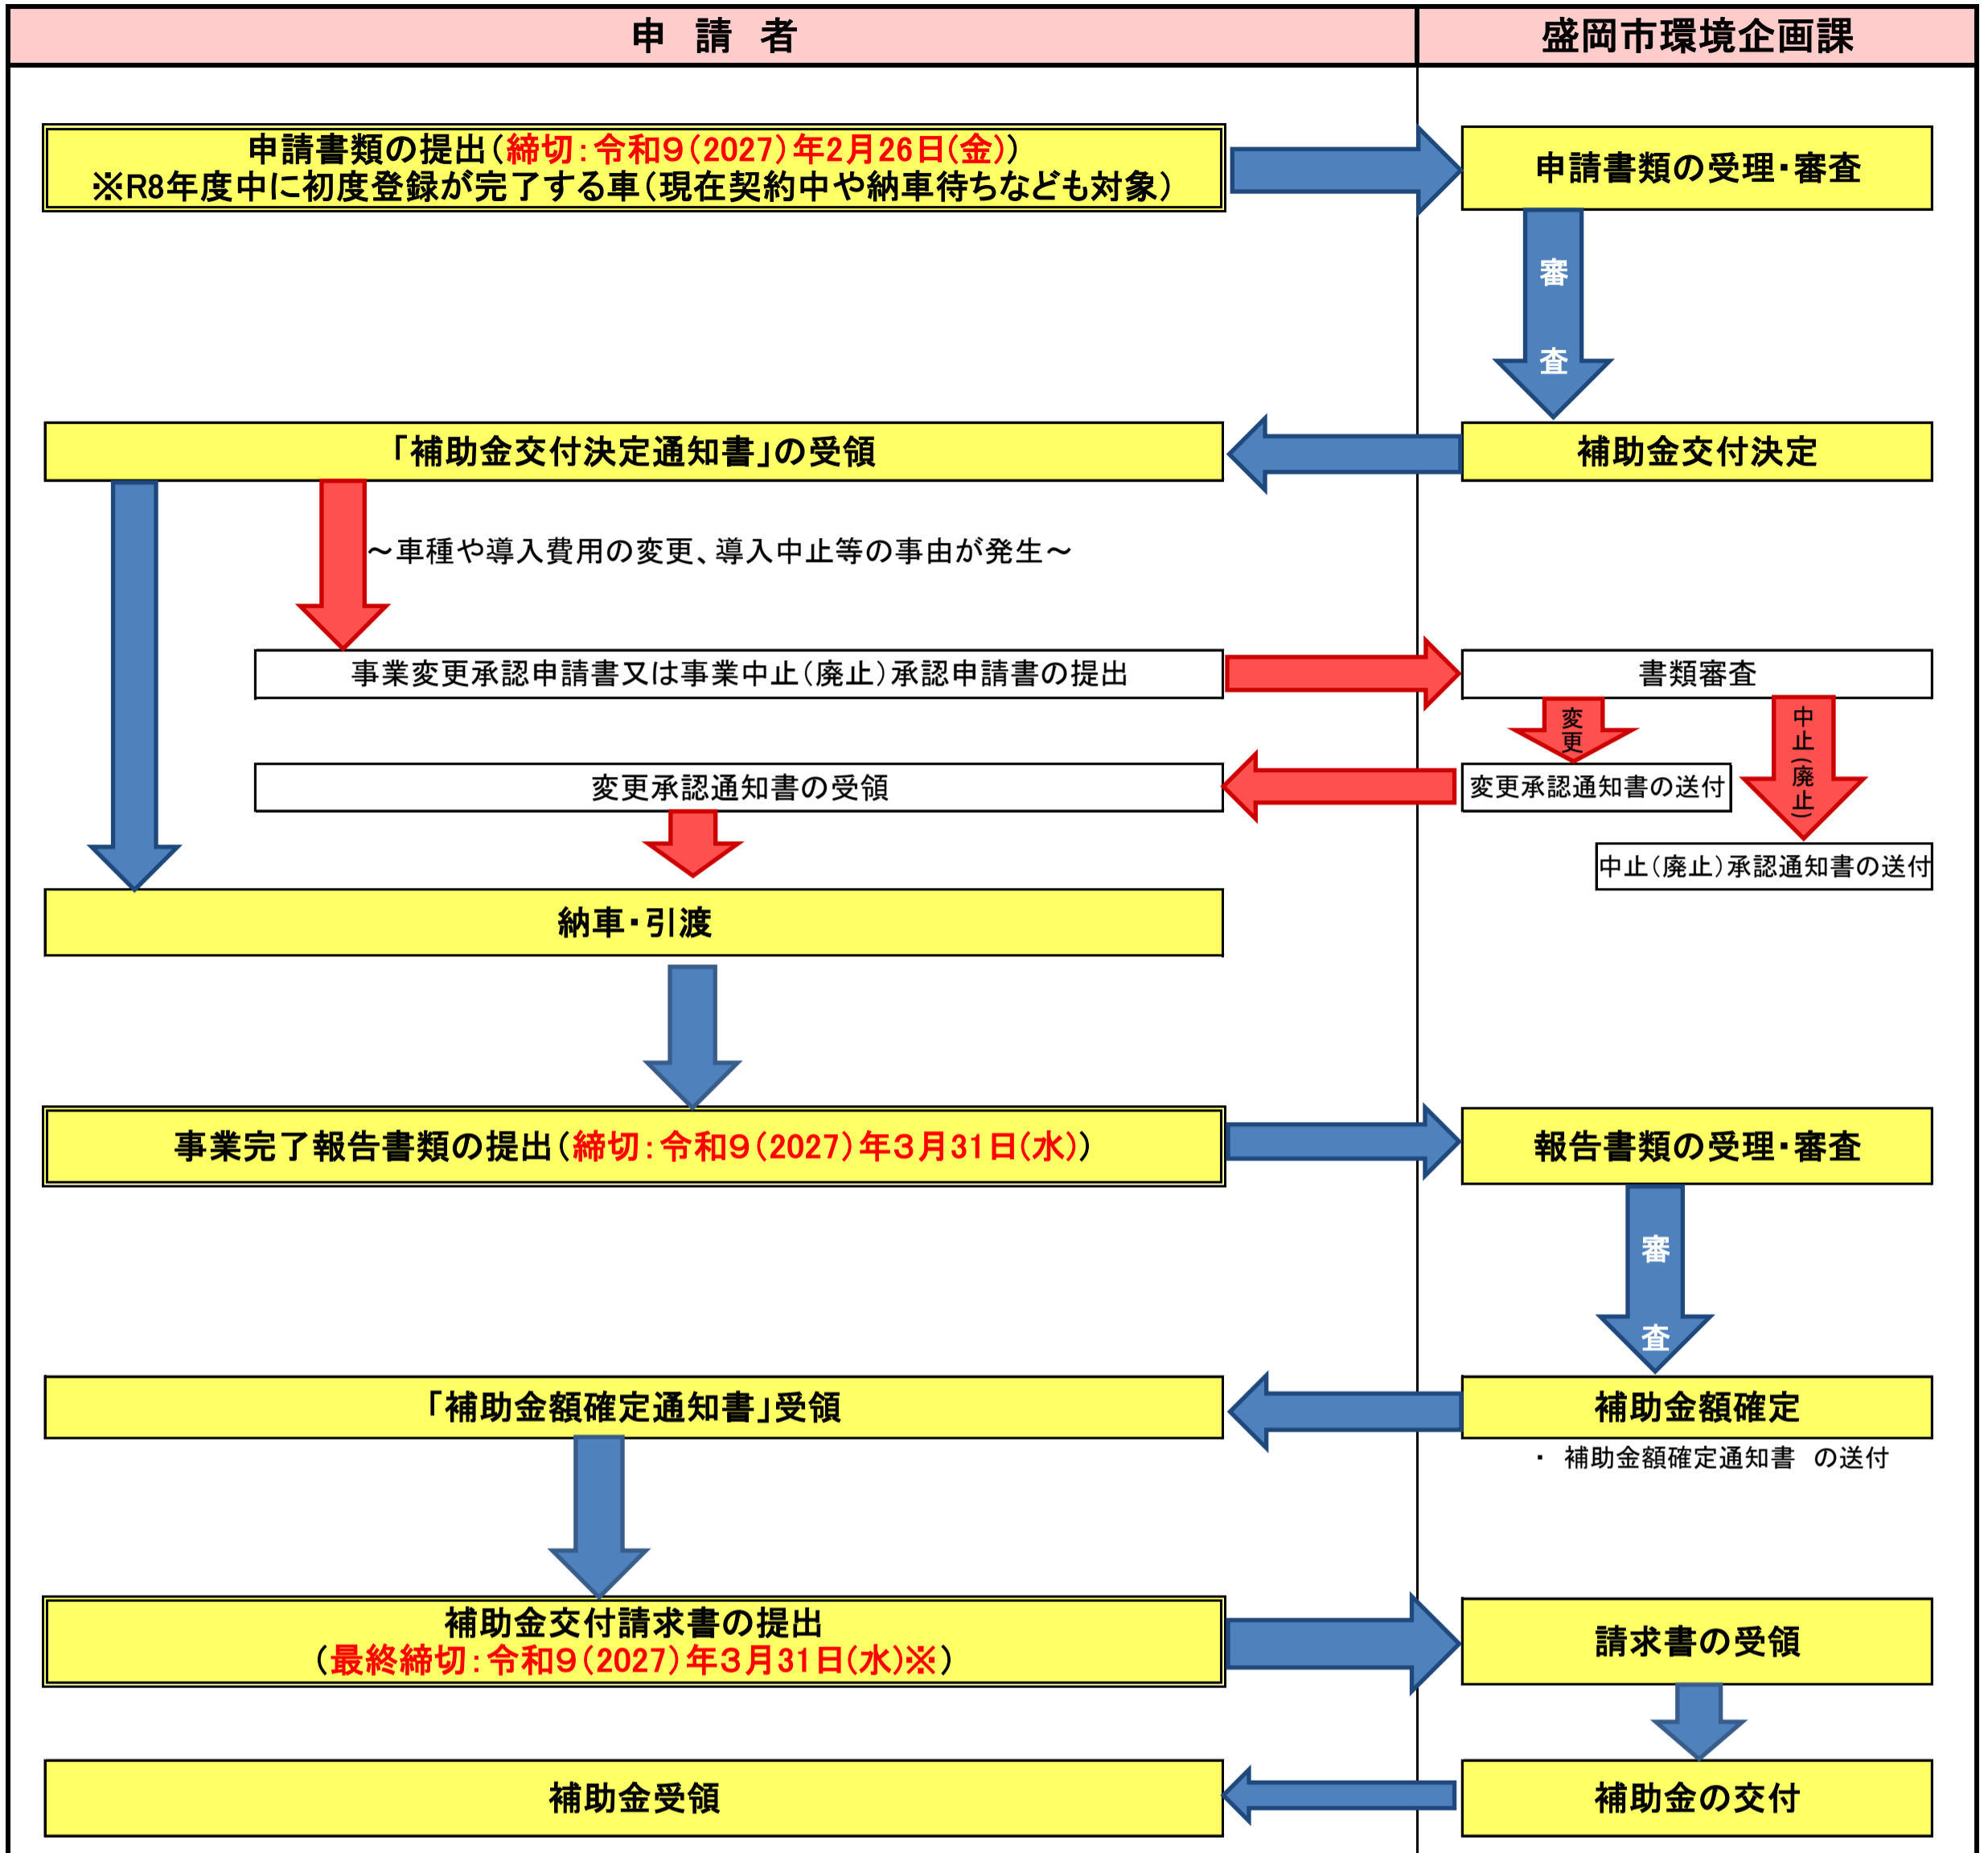 申　請　者
盛岡市環境企画課
申請書類の提出（締切：令和９（2027）年2月26日(金)）
※R8年度中に初度登録が完了する車（現在契約中や納車待ちなども対象）
申請書類の受理・審査
審
査
「補助金交付決定通知書」の受領
補助金交付決定
～車種や導入費用の変更、導入中止等の事由が発生～
事業変更承認申請書又は事業中止（廃止）承認申請書の提出
書類審査
変更
中止(廃止)
変更承認通知書の受領
変更承認通知書の送付
中止（廃止）承認通知書の送付
納車・引渡
事業完了報告書類の提出（締切：令和９（2027）年３月31日(水)）
報告書類の受理・審査
審
査
「補助金額確定通知書」受領
補助金額確定
・　補助金額確定通知書　の送付
補助金交付請求書の提出
（最終締切：令和９（2027）年３月31日(水)※）
請求書の受領
補助金受領
補助金の交付